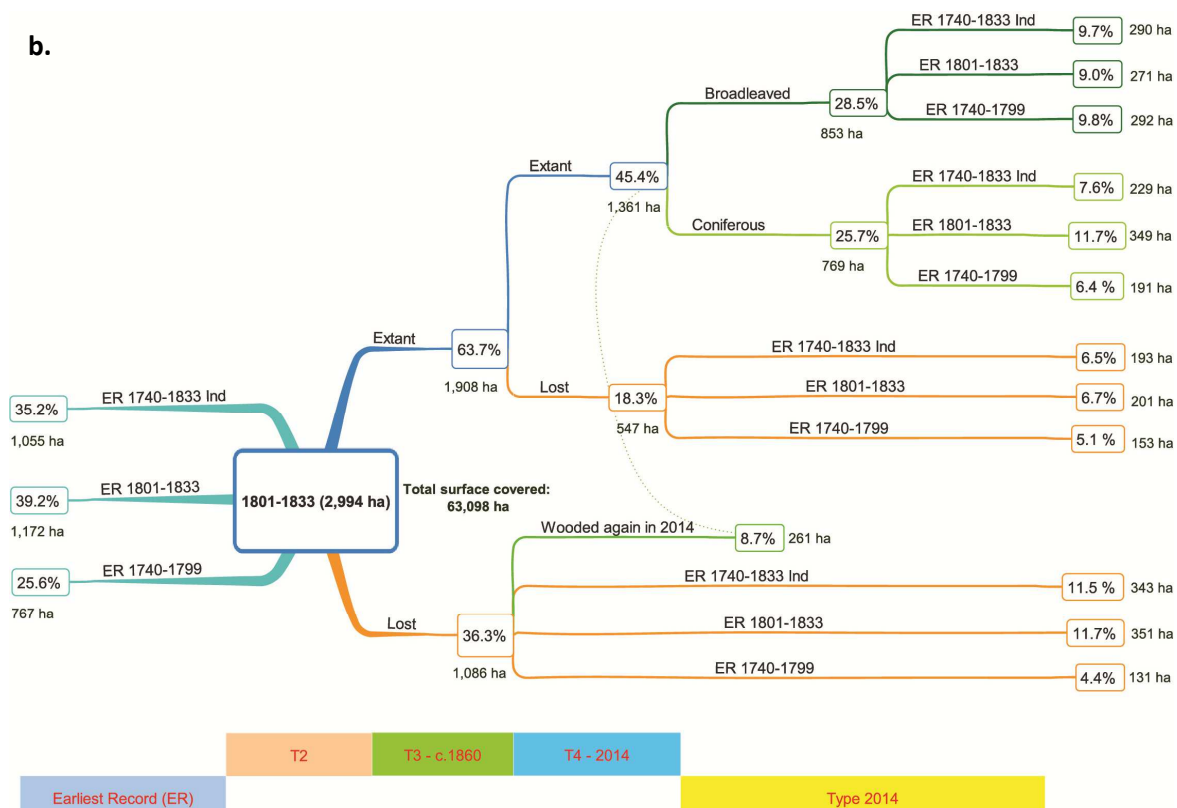 b.
ER 1740-1833 Ind
9.7%
290 ha
ER 1801-1833
9.0%
271 ha
Broadleaved
28.5%
853 ha
ER 1740-1799
9.8%
292 ha
Extant
45.4%
1,361 ha
ER 1740-1833 Ind
7.6%
229 ha
Coniferous
25.7%
769 ha
ER 1801-1833
11.7%
349 ha
ER 1740-1799
6.4 %
191 ha
Extant
63.7%
1,908 ha
ER 1740-1833 Ind
6.5%
193 ha
Lost
18.3%
547 ha
ER 1801-1833
6.7%
201 ha
ER 1740-1799
5.1 %
153 ha
35.2%
ER 1740-1833 Ind
1,055 ha
39.2%
ER 1801-1833
1,172 ha
25.6%
ER 1740-1799
767 ha
1801-1833 (2,994 ha)
Total surface covered:
63,098 ha
Wooded again in 2014
8.7%
261 ha
ER 1740-1833 Ind
11.5 %
343 ha
Lost
36.3%
1,086 ha
ER 1801-1833
11.7%
351 ha
ER 1740-1799
4.4%
131 ha
T2
T3 - c.1860
T4 - 2014
Earliest Record (ER)
Type 2014